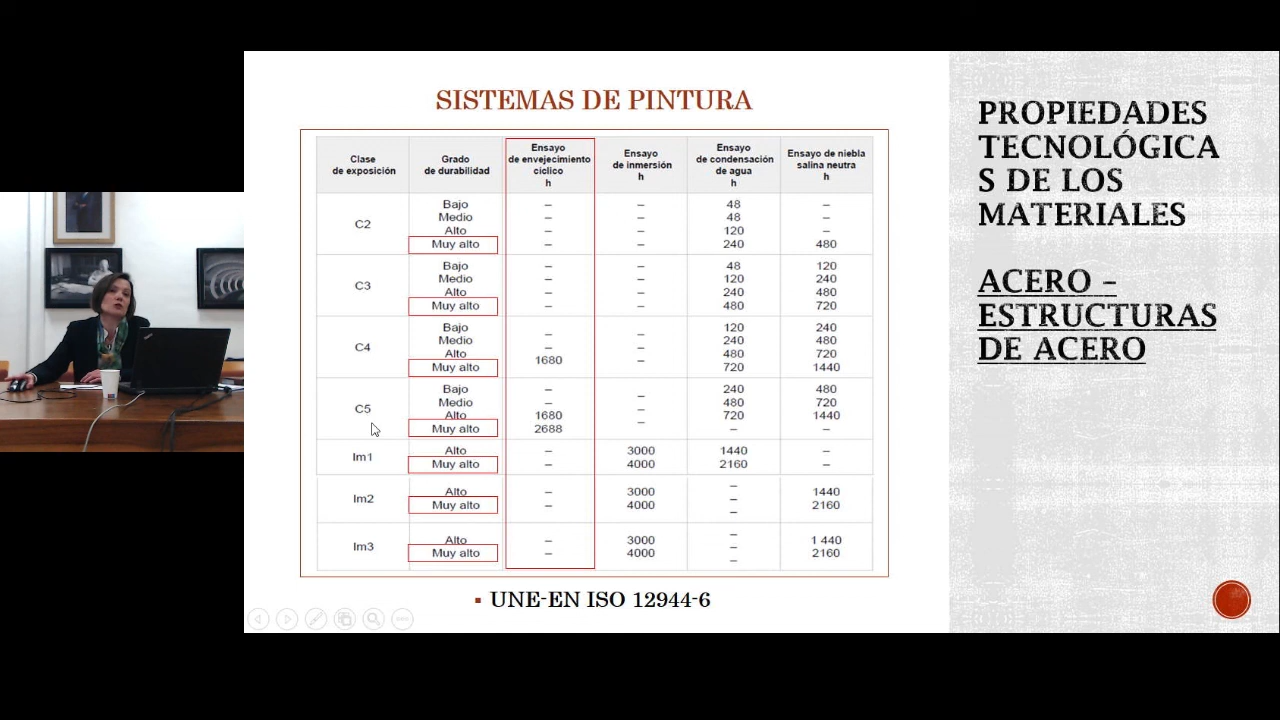 SISTEMAS DE PINTURA
Clase de exposición | Grado de durabilidad | Ensayo de envejecimiento cíclico h | Ensayo de inmersión h | Ensayo de condensación de agua h | Ensayo de niebla salina neutra h
C2
Bajo – – 48 –
Medio – – 48 –
Alto – – 120 –
Muy alto – – 240 480
C3
Bajo – – 48 120
Medio – – 120 240
Alto – – 240 480
Muy alto – – 480 720
C4
Bajo – – 120 240
Medio – – 240 480
Alto 1680 – 480 720
Muy alto 720 1440
C5
Bajo – – 240 480
Medio – – 480 720
Alto 1680 – 720 1440
Muy alto 2688 – –
Im1
Alto – 3000 1440 –
Muy alto – 4000 2160
Im2
Alto – 3000 – 1440
Muy alto – 4000 – 2160
–
Im3
Alto – 3000 – 1 440
Muy alto – 4000 – 2160
–
▪ UNE-EN ISO 12944-6
PROPIEDADES
TECNOLÓGICA
S DE LOS
MATERIALES
ACERO –
ESTRUCTURAS
DE ACERO